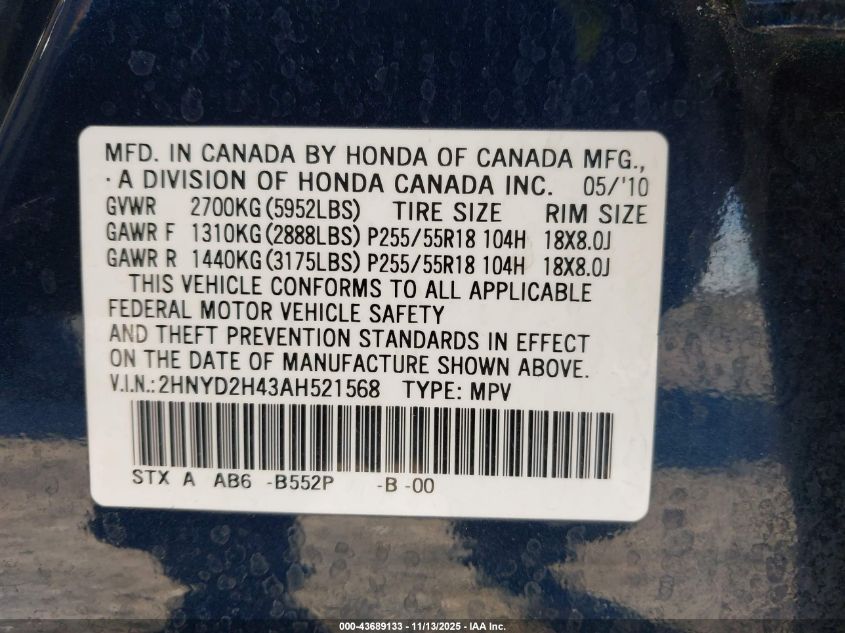 MFD. IN CANADA BY HONDA OF CANADA MFG.,
·A DIVISION OF HONDA CANADA INC. 05/'10
GVWR 2700KG(5952LBS) TIRE SIZE RIM SIZE
GAWR F 1310KG(2888LBS) P255/55R18 104H 18X8.0J
GAWR R 1440KG(3175LBS) P255/55R18 104H 18X8.0J
THIS VEHICLE CONFORMS TO ALL APPLICABLE
FEDERAL MOTOR VEHICLE SAFETY
AND THEFT PREVENTION STANDARDS IN EFFECT
ON THE DATE OF MANUFACTURE SHOWN ABOVE.
V.I.N.:2HNYD2H43AH521568 TYPE: MPV
STX A AB6 -B552P -B -00
000-43689133 - 11/13/2025 - IAA Inc.